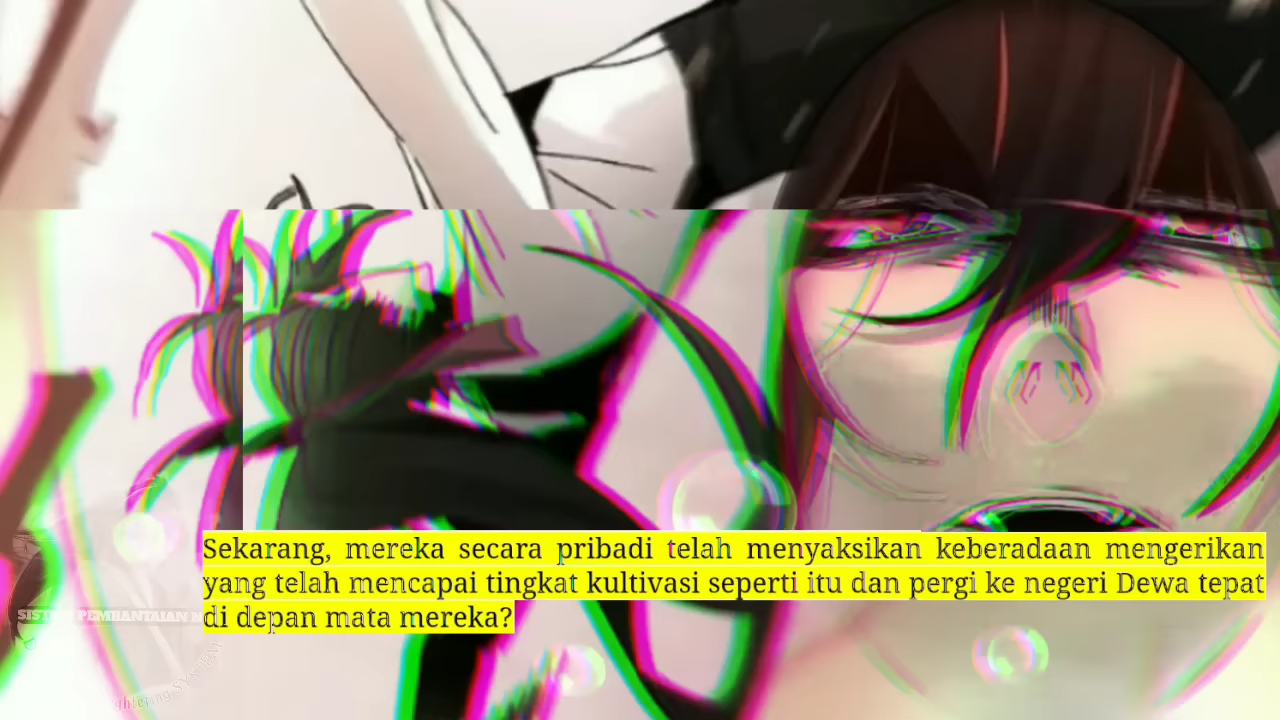 Sekarang, mereka secara pribadi telah menyaksikan keberadaan mengerikan
yang telah mencapai tingkat kultivasi seperti itu dan pergi ke negeri Dewa tepat
di depan mata mereka?
PEMBANTAIAN